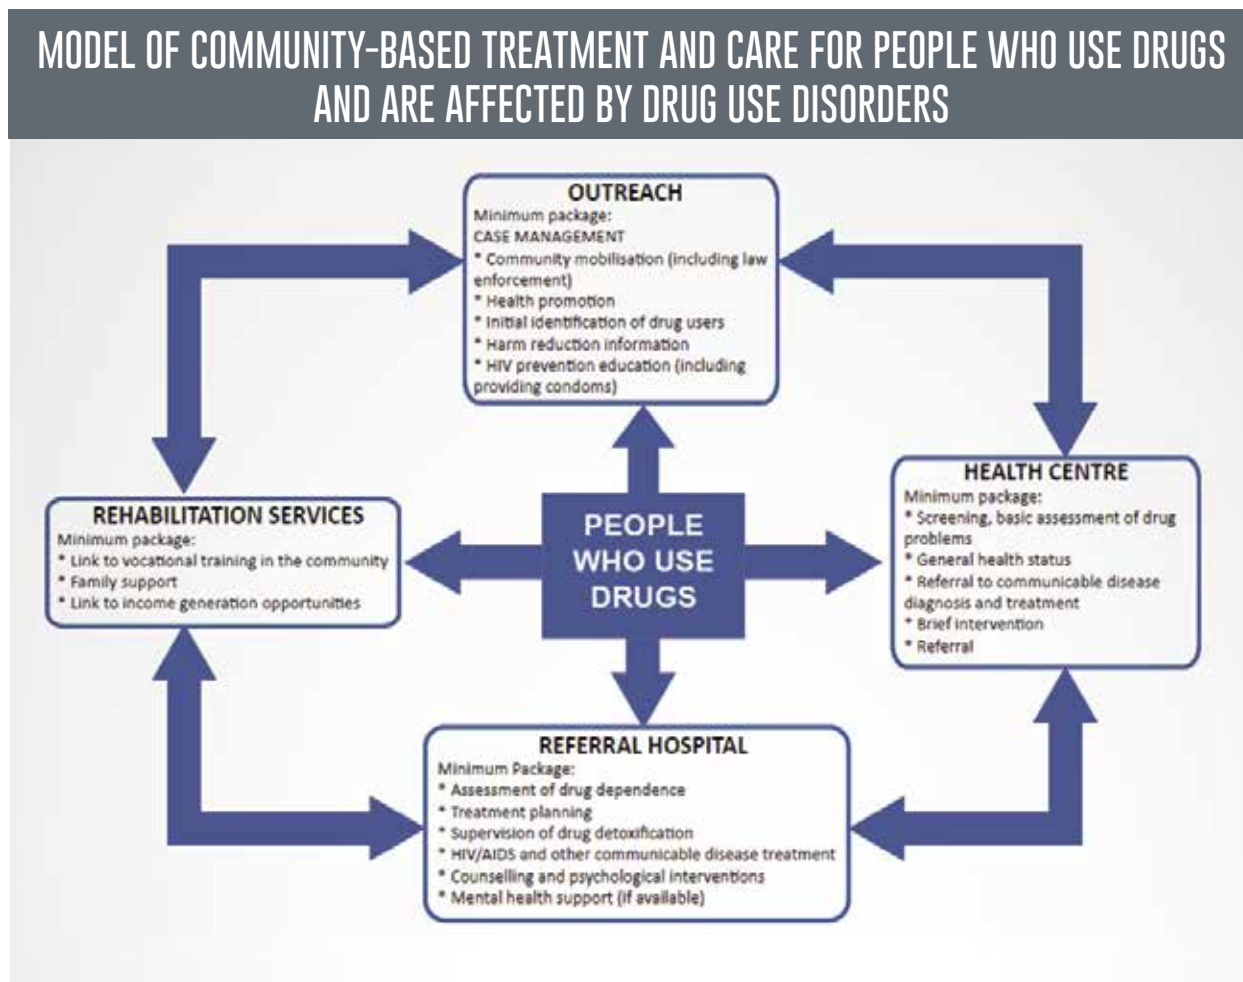 MODEL OF COMMUNITY-BASED TREATMENT AND CARE FOR PEOPLE WHO USE DRUGS
AND ARE AFFECTED BY DRUG USE DISORDERS
OUTREACH
Minimum package:
CASE MANAGEMENT
* Community mobilisation (including law
enforcement)
* Health promotion
* Initial identification of drug users
* Harm reduction information
* HIV prevention education (including
providing condoms)
HEALTH CENTRE
Minimum package:
* Screening, basic assessment of drug
problems
* General health status
* Referral to communicable disease
diagnosis and treatment
* Brief intervention
* Referral
REHABILITATION SERVICES
Minimum package:
* Link to vocational training in the community
* Family support
* Link to income generation opportunities
PEOPLE
WHO USE
DRUGS
REFERRAL HOSPITAL
Minimum Package:
* Assessment of drug dependence
* Treatment planning
* Supervision of drug detoxification
* HIV/AIDS and other communicable disease treatment
* Counselling and psychological interventions
* Mental health support (if available)